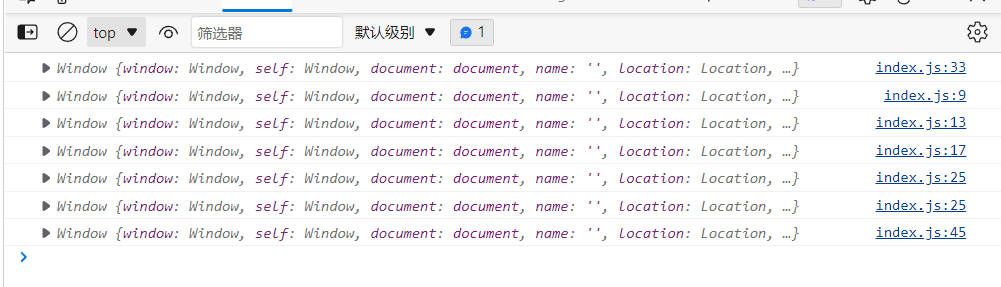 top 筛选器 默认级别 1
Window {window: Window, self: Window, document: document, name: '', location: Location, …} index.js:33
Window {window: Window, self: Window, document: document, name: '', location: Location, …} index.js:9
Window {window: Window, self: Window, document: document, name: '', location: Location, …} index.js:13
Window {window: Window, self: Window, document: document, name: '', location: Location, …} index.js:17
Window {window: Window, self: Window, document: document, name: '', location: Location, …} index.js:25
Window {window: Window, self: Window, document: document, name: '', location: Location, …} index.js:25
Window {window: Window, self: Window, document: document, name: '', location: Location, …} index.js:45